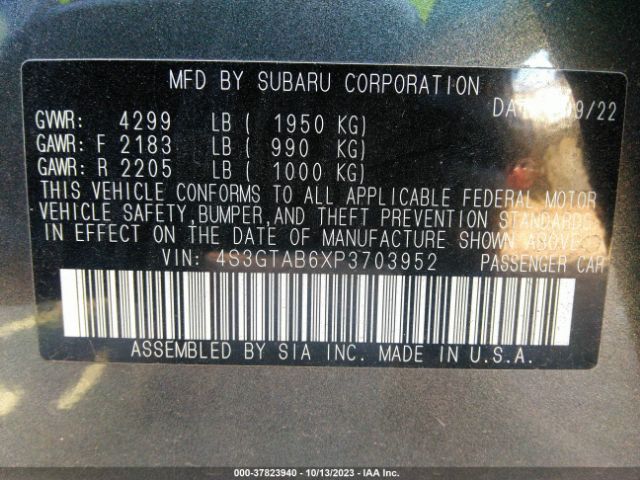 MFD BY SUBARU CORPORATION
DATE 09/22
GVWR: 4299 LB ( 1950 KG)
GAWR: F 2183 LB ( 990 KG)
GAWR: R 2205 LB ( 1000 KG)
THIS VEHICLE CONFORMS TO ALL APPLICABLE FEDERAL MOTOR
VEHICLE SAFETY, BUMPER, AND THEFT PREVENTION STANDARDS
IN EFFECT ON THE DATE OF MANUFACTURE SHOWN ABOVE.
VIN: 4S3GTAB6XP3703952 PASSENGER CAR
ASSEMBLED BY SIA INC. MADE IN U.S.A.
000-37823940 - 10/13/2023 - IAA Inc.